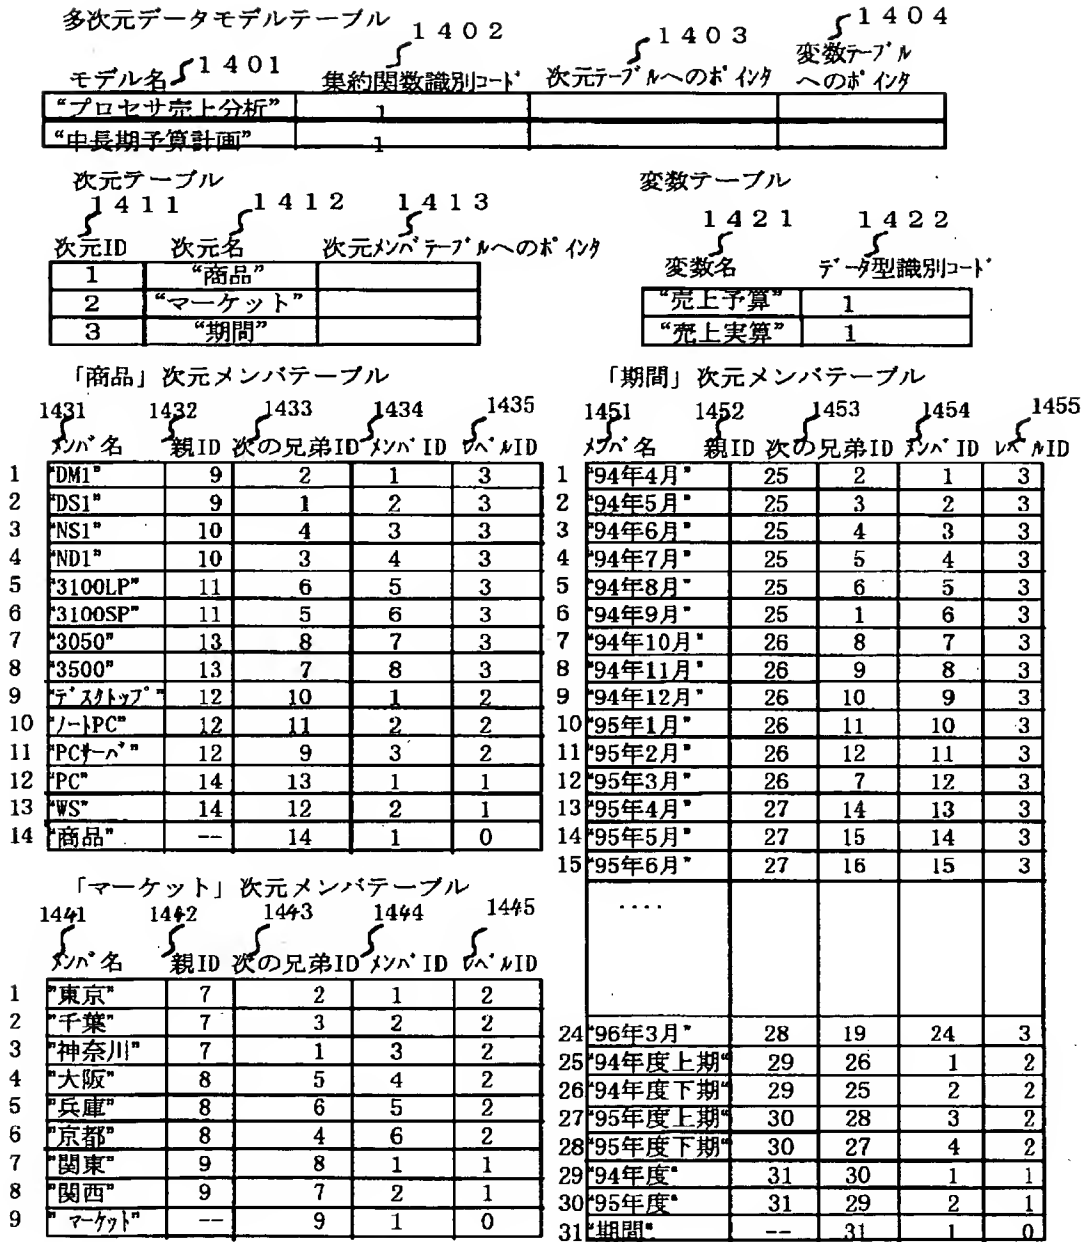 多次元データモデルテーブル
1402
1403
1404
1401
変数テーブル
へのポインタ
モデル名 集約関数識別コード 次元テーブルへのポインタ
“プロセサ売上分析” 1
“中長期予算計画” 1
次元テーブル
変数テーブル
1411 1412 1413
1421 1422
次元ID 次元名 次元メンバテーブルへのポインタ
変数名 データ型識別コード
1 “商品”
2 “マーケット”
3 “期間”
“売上予算” 1
“売上実算” 1
「商品」次元メンバテーブル
1431 1432 1433 1434 1435
メンバ名 親ID 次の兄弟ID メンバID レベルID
1 "DM1" 9 2 1 3
2 "DS1" 9 1 2 3
3 "NS1" 10 4 3 3
4 "ND1" 10 3 4 3
5 "3100LP" 11 6 5 3
6 "3100SP" 11 5 6 3
7 "3050" 13 8 7 3
8 "3500" 13 7 8 3
9 "デスクトップ" 12 10 1 2
10 "ノートPC" 12 11 2 2
11 "PCサーバ" 12 9 3 2
12 "PC" 14 13 1 1
13 "WS" 14 12 2 1
14 "商品" -- 14 1 0
「マーケット」次元メンバテーブル
1441 1442 1443 1444 1445
メンバ名 親ID 次の兄弟ID メンバID レベルID
1 "東京" 7 2 1 2
2 "千葉" 7 3 2 2
3 "神奈川" 7 1 3 2
4 "大阪" 8 5 4 2
5 "兵庫" 8 6 5 2
6 "京都" 8 4 6 2
7 "関東" 9 8 1 1
8 "関西" 9 7 2 1
9 "マーケット" -- 9 1 0
「期間」次元メンバテーブル
1451 1452 1453 1454 1455
メンバ名 親ID 次の兄弟ID メンバID レベルID
1 "94年4月" 25 2 1 3
2 "94年5月" 25 3 2 3
3 "94年6月" 25 4 3 3
4 "94年7月" 25 5 4 3
5 "94年8月" 25 6 5 3
6 "94年9月" 25 1 6 3
7 "94年10月" 26 8 7 3
8 "94年11月" 26 9 8 3
9 "94年12月" 26 10 9 3
10 "95年1月" 26 11 10 3
11 "95年2月" 26 12 11 3
12 "95年3月" 26 7 12 3
13 "95年4月" 27 14 13 3
14 "95年5月" 27 15 14 3
15 "95年6月" 27 16 15 3
....
24 "96年3月" 28 19 24 3
25 "94年度上期" 29 26 1 2
26 "94年度下期" 29 25 2 2
27 "95年度上期" 30 28 3 2
28 "95年度下期" 30 27 4 2
29 "94年度" 31 30 1 1
30 "95年度" 31 29 2 1
31 "期間" -- 31 1 0